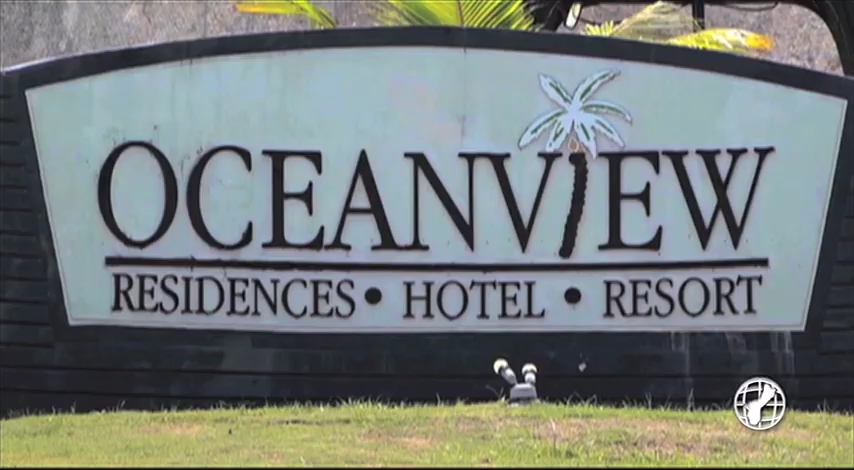 OCEANVIEW
RESIDENCES • HOTEL • RESORT